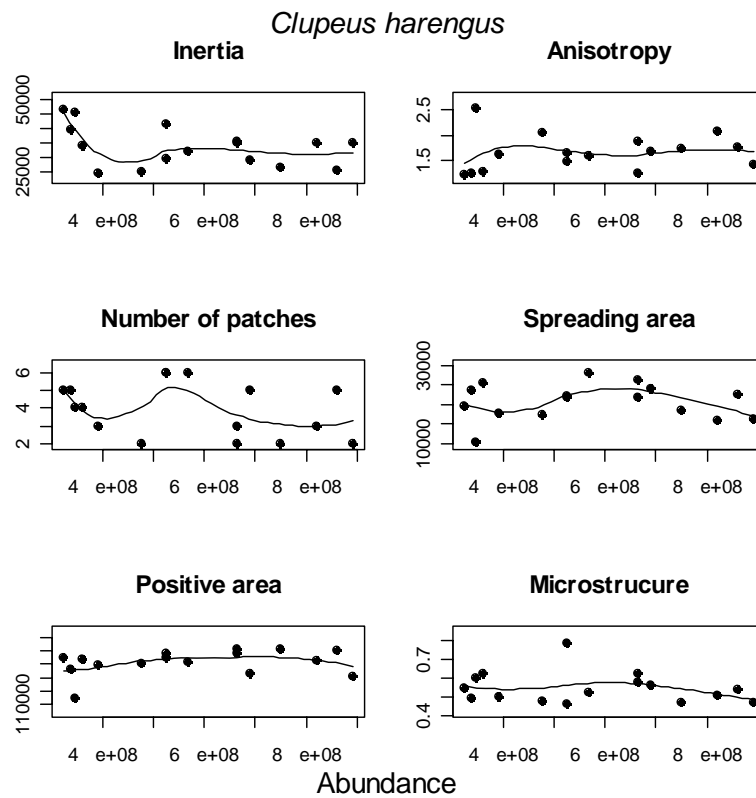 Clupeus harengus
Inertia
Anisotropy
25000 50000
1.5 2.5
4 e+08 6 e+08 8 e+08
4 e+08 6 e+08 8 e+08
Number of patches
Spreading area
2 4 6
10000 30000
4 e+08 6 e+08 8 e+08
4 e+08 6 e+08 8 e+08
Positive area
Microstrucure
110000
0.4 0.7
4 e+08 6 e+08 8 e+08
4 e+08 6 e+08 8 e+08
Abundance